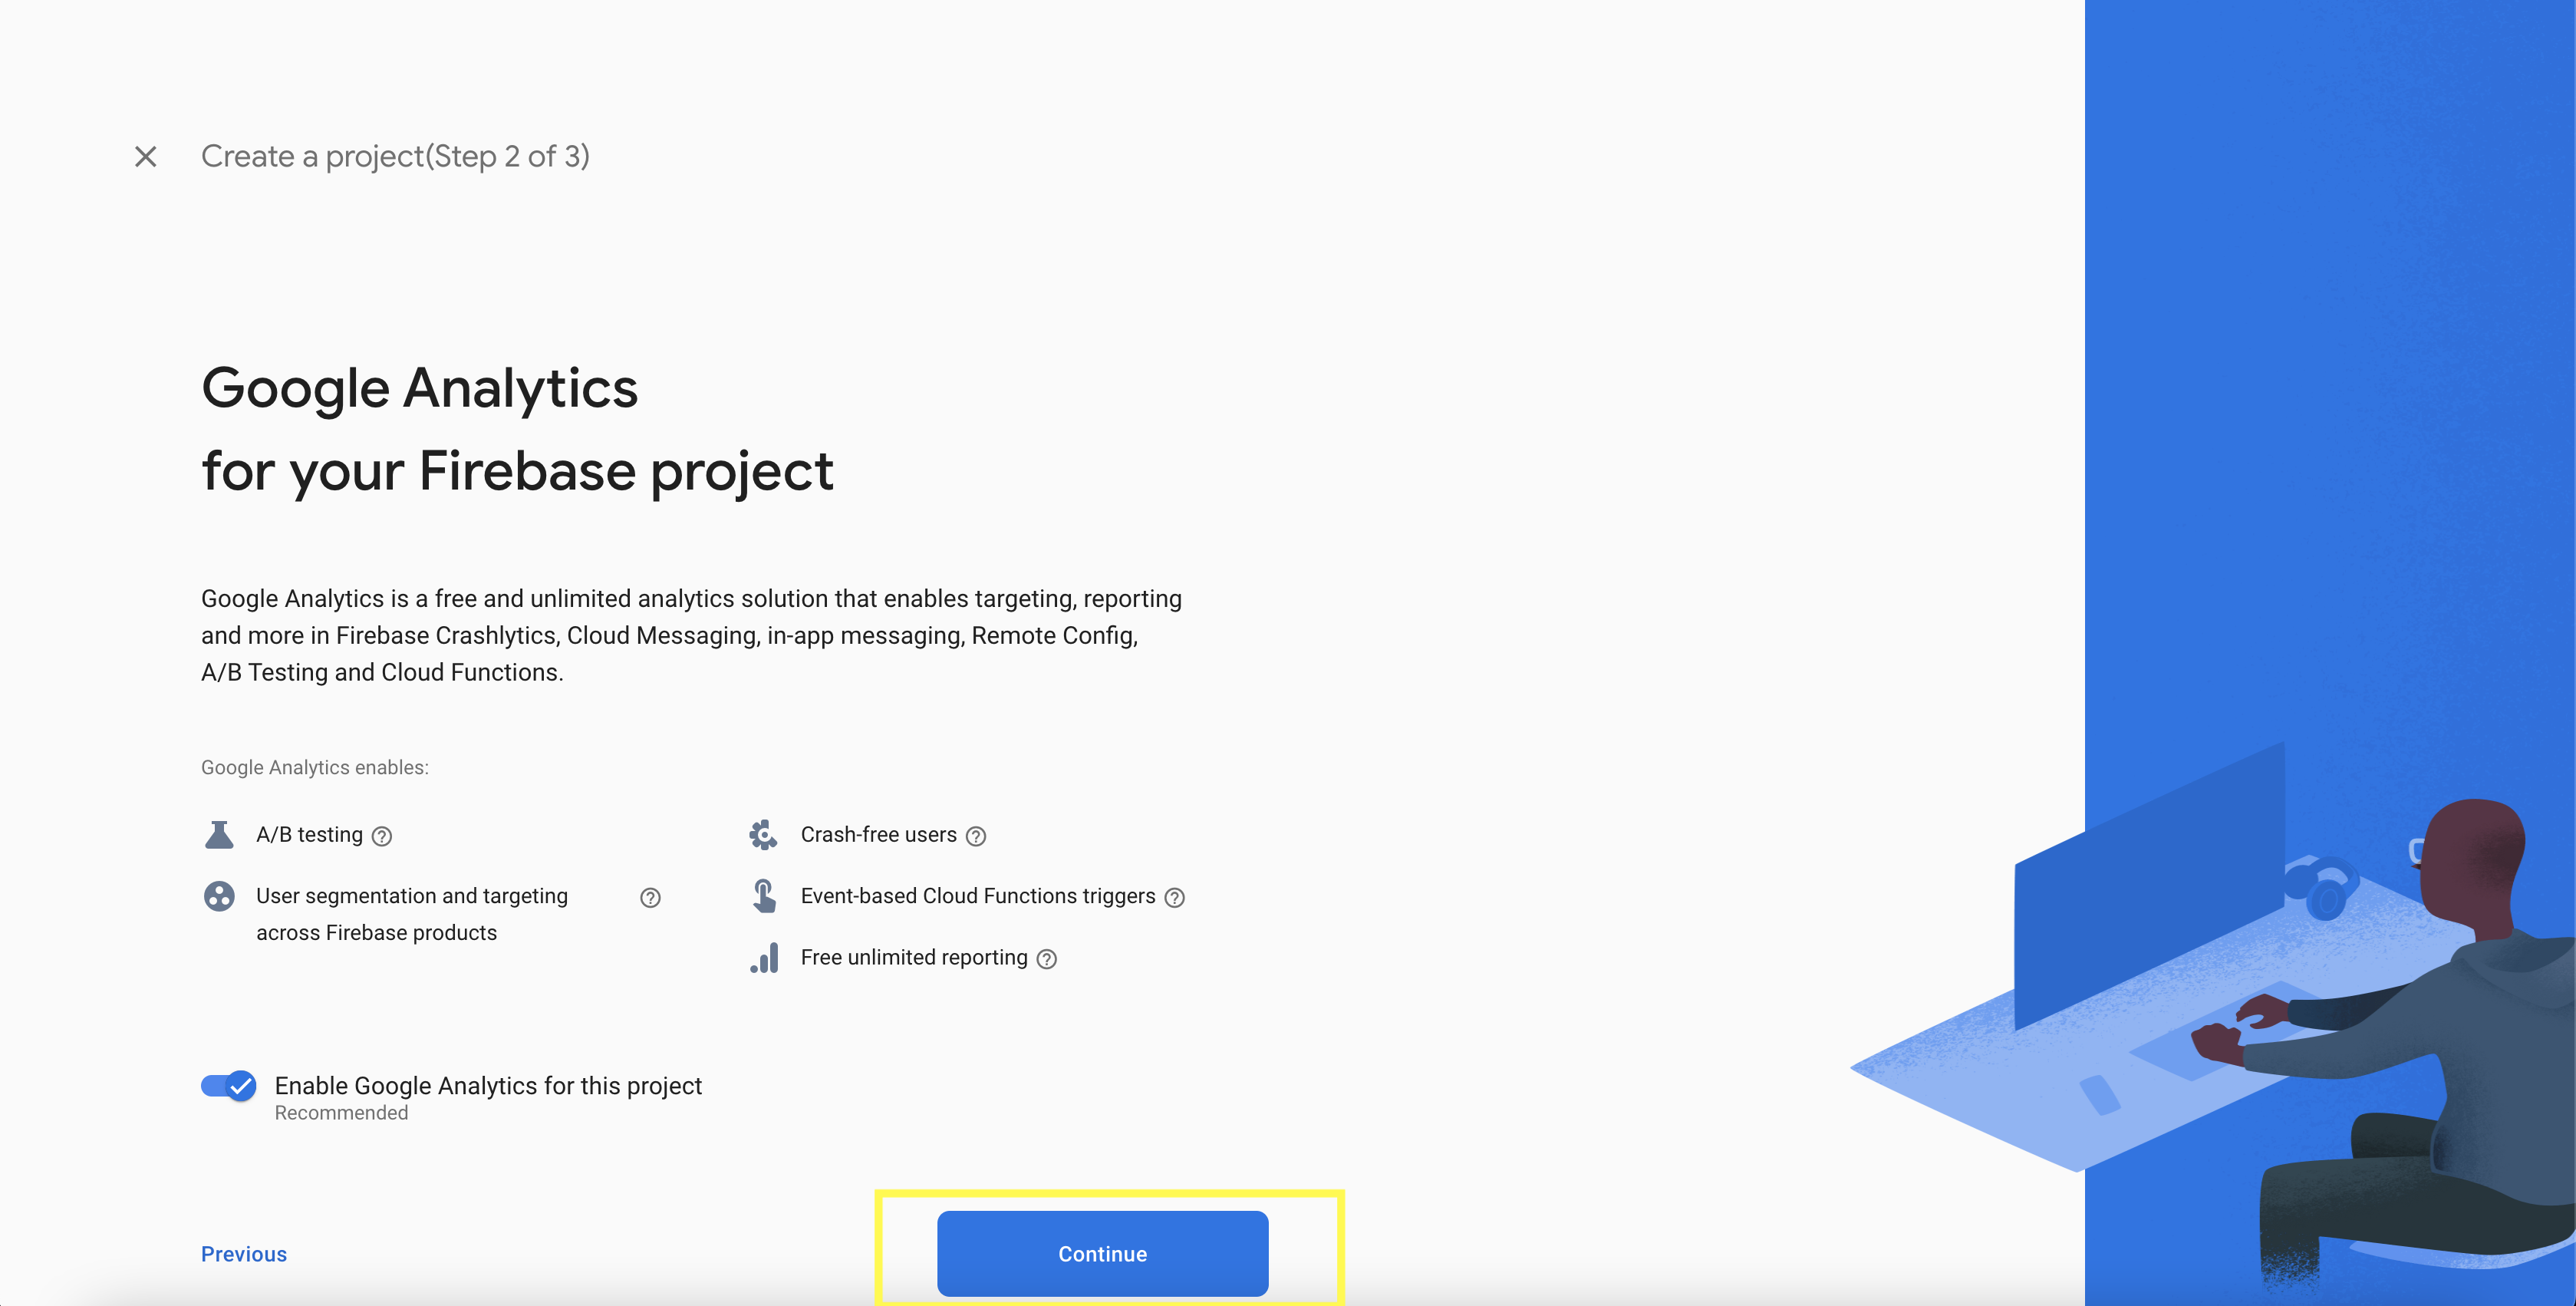 Create a project(Step 2 of 3)
Google Analytics
for your Firebase project
Google Analytics is a free and unlimited analytics solution that enables targeting, reporting
and more in Firebase Crashlytics, Cloud Messaging, in-app messaging, Remote Config,
A/B Testing and Cloud Functions.
Google Analytics enables:
A/B testing
User segmentation and targeting
across Firebase products
Crash-free users
Event-based Cloud Functions triggers
Free unlimited reporting
Enable Google Analytics for this project
Recommended
Previous
Continue